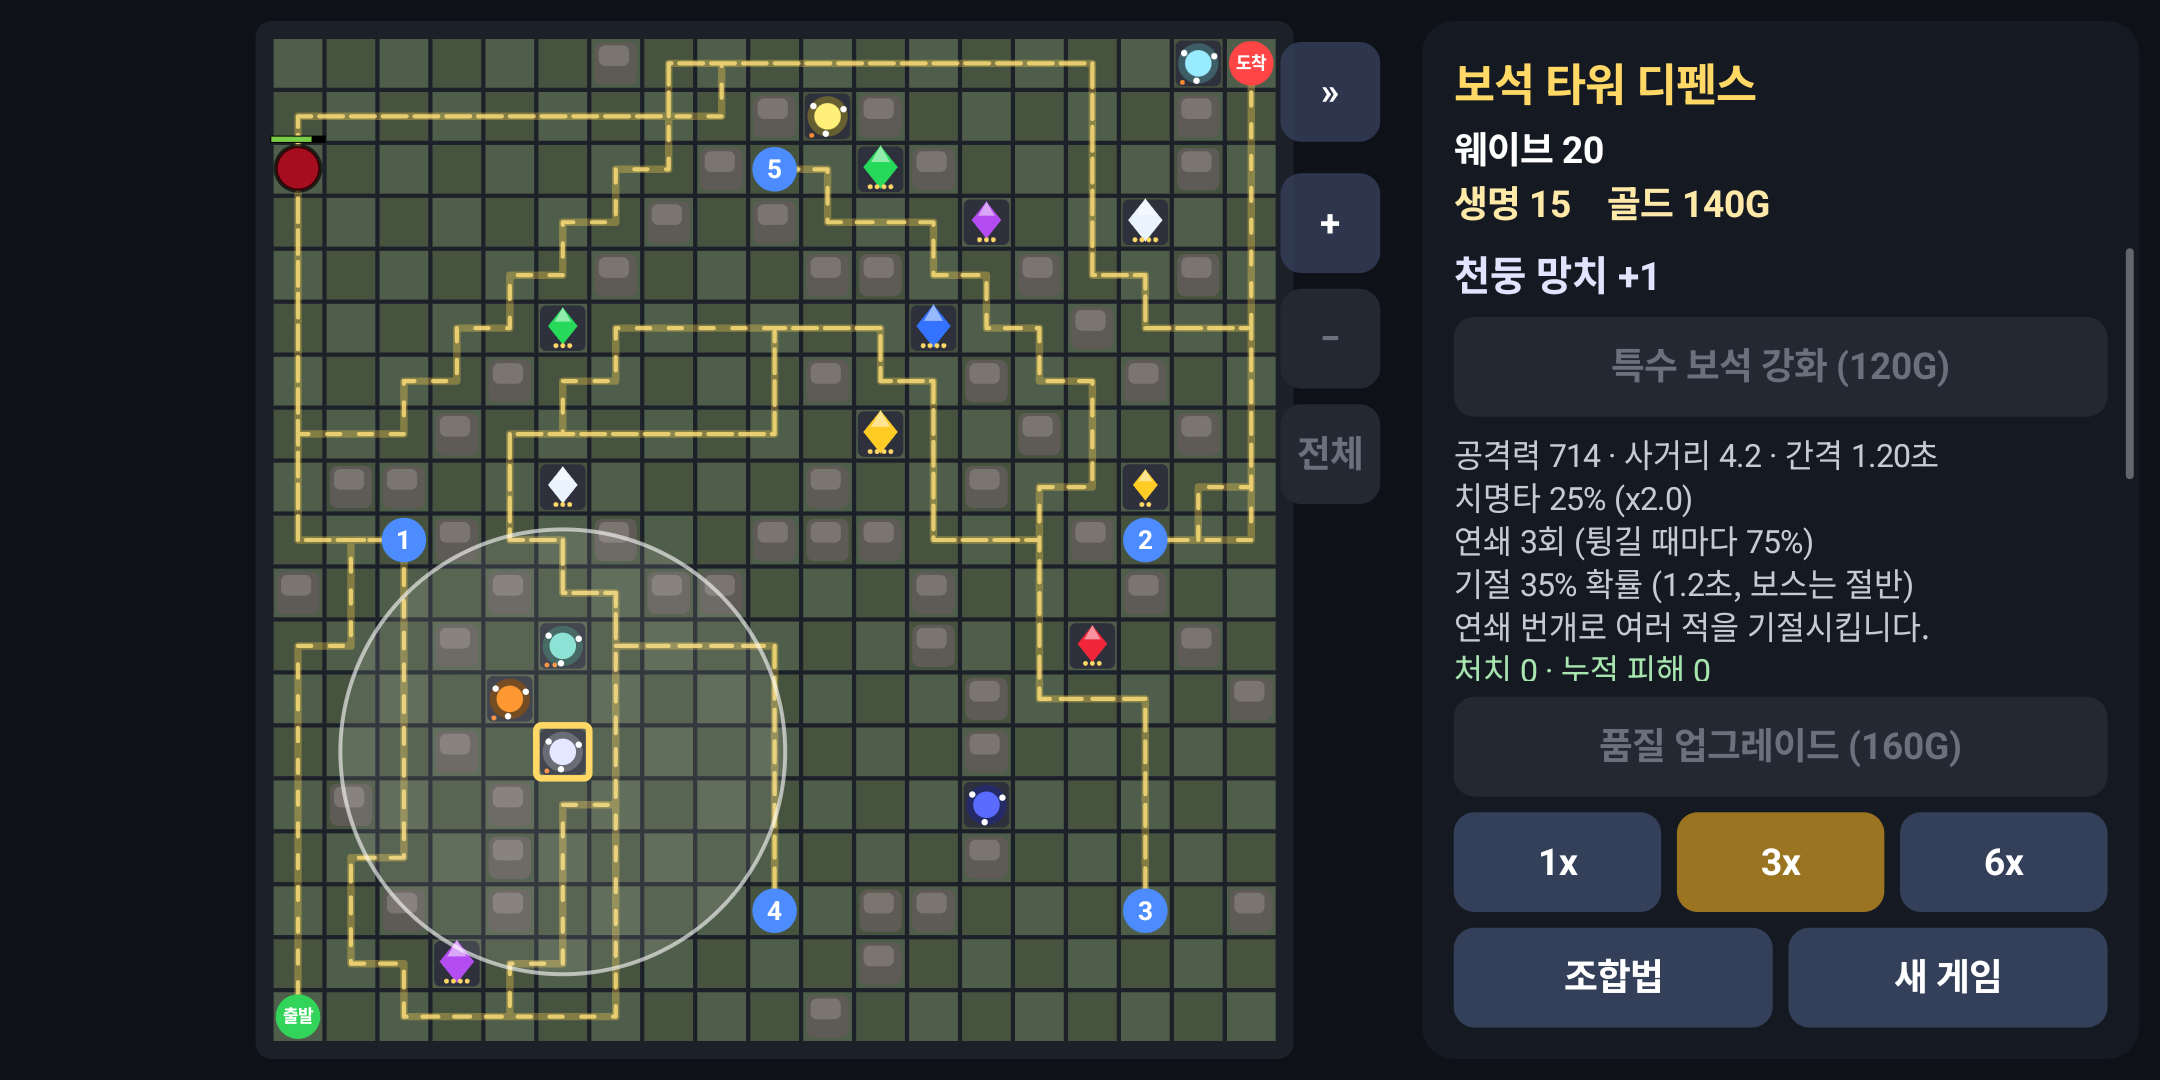 도착
5
1
2
4
3
출발
»
+
−
전체
보석 타워 디펜스
웨이브 20
생명 15 골드 140G
천둥 망치 +1
특수 보석 강화 (120G)
공격력 714 · 사거리 4.2 · 간격 1.20초
치명타 25% (x2.0)
연쇄 3회 (튕길 때마다 75%)
기절 35% 확률 (1.2초, 보스는 절반)
연쇄 번개로 여러 적을 기절시킵니다.
처치 0 · 누적 피해 0
품질 업그레이드 (160G)
1x
3x
6x
조합법
새 게임